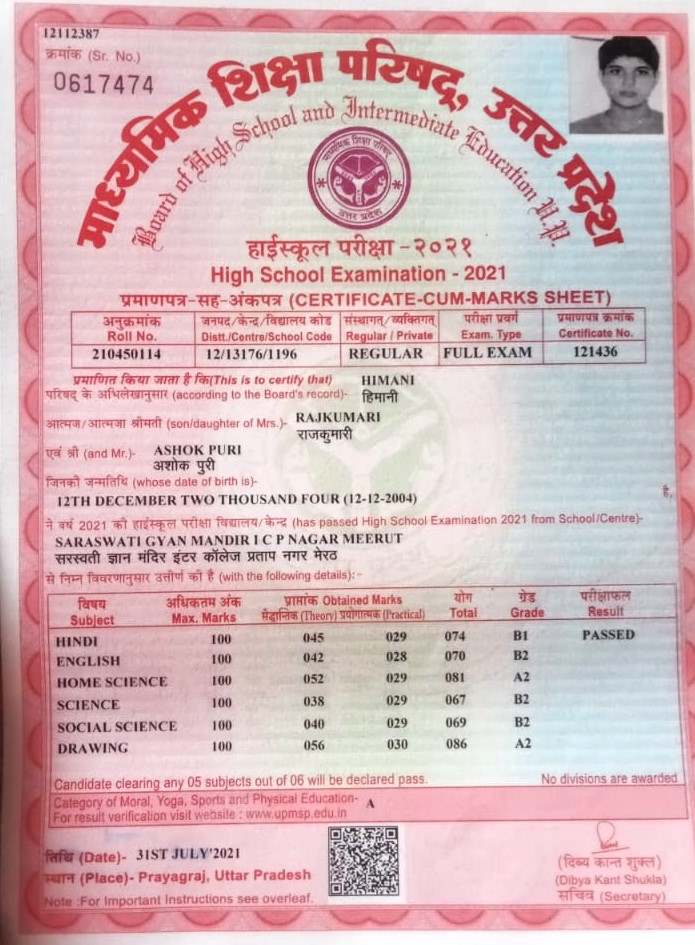 12112387
क्रमांक (Sr. No.)
0617474
माध्यमिक शिक्षा परिषद्, उत्तर प्रदेश
Board of High School and Intermediate Education U.P.
माध्यमिक शिक्षा परिषद
उत्तर प्रदेश
हाईस्कूल परीक्षा -२०२१
High School Examination - 2021
प्रमाणपत्र-सह-अंकपत्र (CERTIFICATE-CUM-MARKS SHEET)
अनुक्रमांक जनपद/केन्द्र/विद्यालय कोड संस्थागत/व्यक्तिगत परीक्षा प्रवर्ग प्रमाणपत्र क्रमांक
Roll No. Distt./Centre/School Code Regular / Private Exam. Type Certificate No.
210450114 12/13176/1196 REGULAR FULL EXAM 121436
प्रमाणित किया जाता है कि(This is to certify that) HIMANI
परिषद के अभिलेखानुसार (according to the Board's record)- हिमानी
आत्मज/आत्मजा श्रीमती (son/daughter of Mrs.)- RAJKUMARI
राजकुमारी
एवं श्री (and Mr.)- ASHOK PURI
अशोक पुरी
जिनकी जन्मतिथि (whose date of birth is)-
12TH DECEMBER TWO THOUSAND FOUR (12-12-2004)
है,
ने वर्ष 2021 की हाईस्कूल परीक्षा विद्यालय/केन्द्र (has passed High School Examination 2021 from School/Centre)-
SARASWATI GYAN MANDIR I C P NAGAR MEERUT
सरस्वती ज्ञान मंदिर इंटर कॉलेज प्रताप नगर मेरठ
से निम्न विवरणानुसार उत्तीर्ण की है (with the following details):-
विषय अधिकतम अंक प्राप्तांक Obtained Marks योग ग्रेड परीक्षाफल
Subject Max. Marks सैद्धान्तिक (Theory) प्रयोगात्मक (Practical) Total Grade Result
HINDI 100 045 029 074 B1 PASSED
ENGLISH 100 042 028 070 B2
HOME SCIENCE 100 052 029 081 A2
SCIENCE 100 038 029 067 B2
SOCIAL SCIENCE 100 040 029 069 B2
DRAWING 100 056 030 086 A2
Candidate clearing any 05 subjects out of 06 will be declared pass. No divisions are awarded
Category of Moral, Yoga, Sports and Physical Education- A
For result verification visit website : www.upmsp.edu.in
तिथि (Date)- 31ST JULY'2021
स्थान (Place)- Prayagraj, Uttar Pradesh
(दिव्य कान्त शुक्ल)
(Dibya Kant Shukla)
सचिव (Secretary)
Note :For Important Instructions see overleaf.